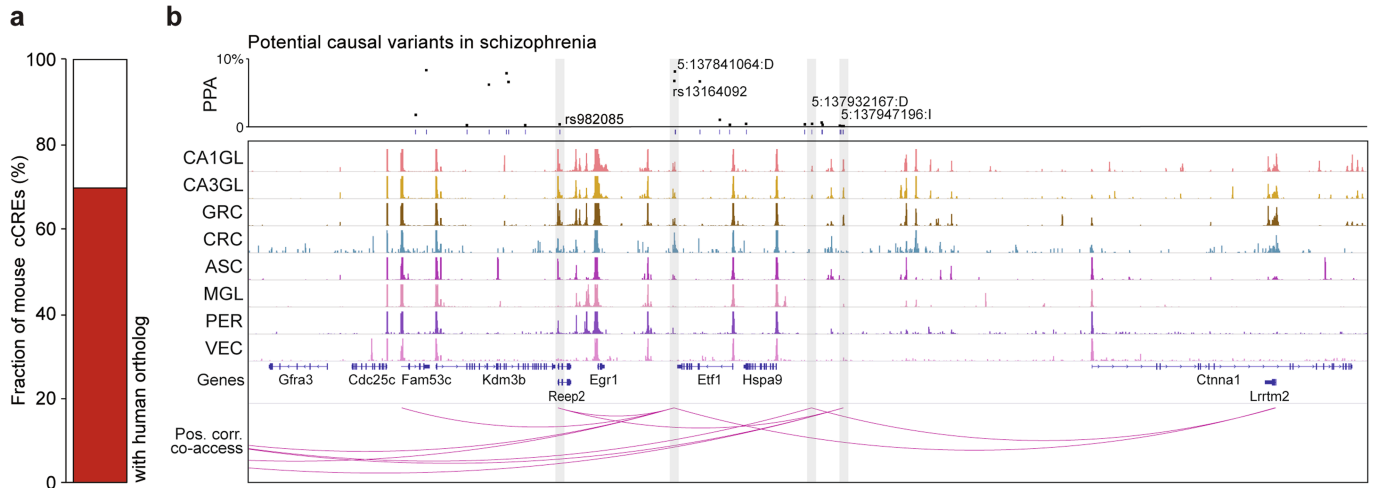 a
b
Fraction of mouse cCREs (%)
with human ortholog
100
80
60
40
20
0
Potential causal variants in schizophrenia
PPA
10%
0
rs982085
5:137841064:D
rs13164092
5:137932167:D
5:137947196:I
CA1GL
CA3GL
GRC
CRC
ASC
MGL
PER
VEC
Genes
Gfra3
Cdc25c
Fam53c
Kdm3b
Reep2
Egr1
Etf1
Hspa9
Ctnna1
Lrrtm2
Pos. corr.
co-access